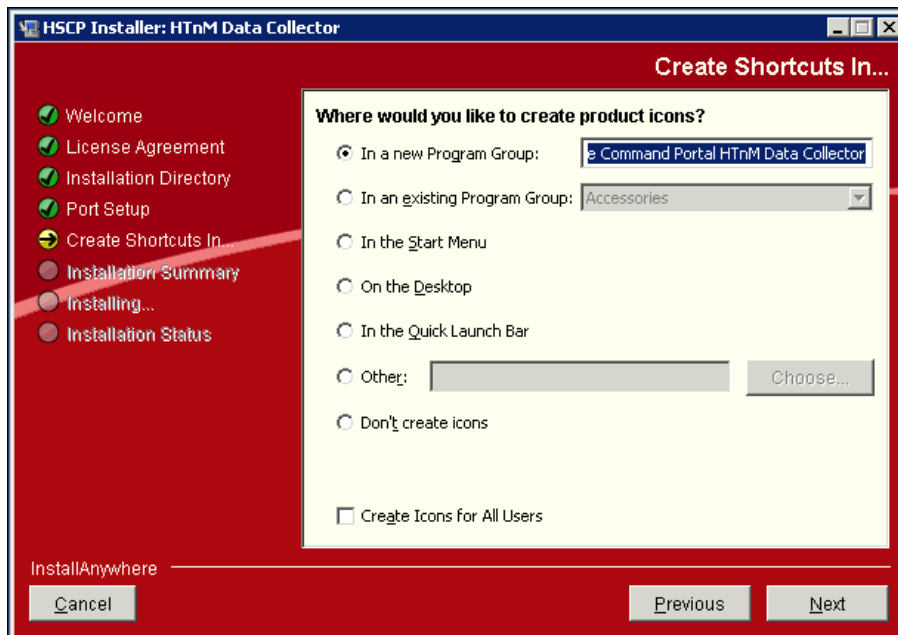 HSCP Installer: HTnM Data Collector
Create Shortcuts In...
Welcome
License Agreement
Installation Directory
Port Setup
Create Shortcuts In...
Installation Summary
Installing...
Installation Status
Where would you like to create product icons?
In a new Program Group: e Command Portal HTnM Data Collector
In an existing Program Group: Accessories
In the Start Menu
On the Desktop
In the Quick Launch Bar
Other: Choose...
Don't create icons
Create Icons for All Users
InstallAnywhere
Cancel Previous Next